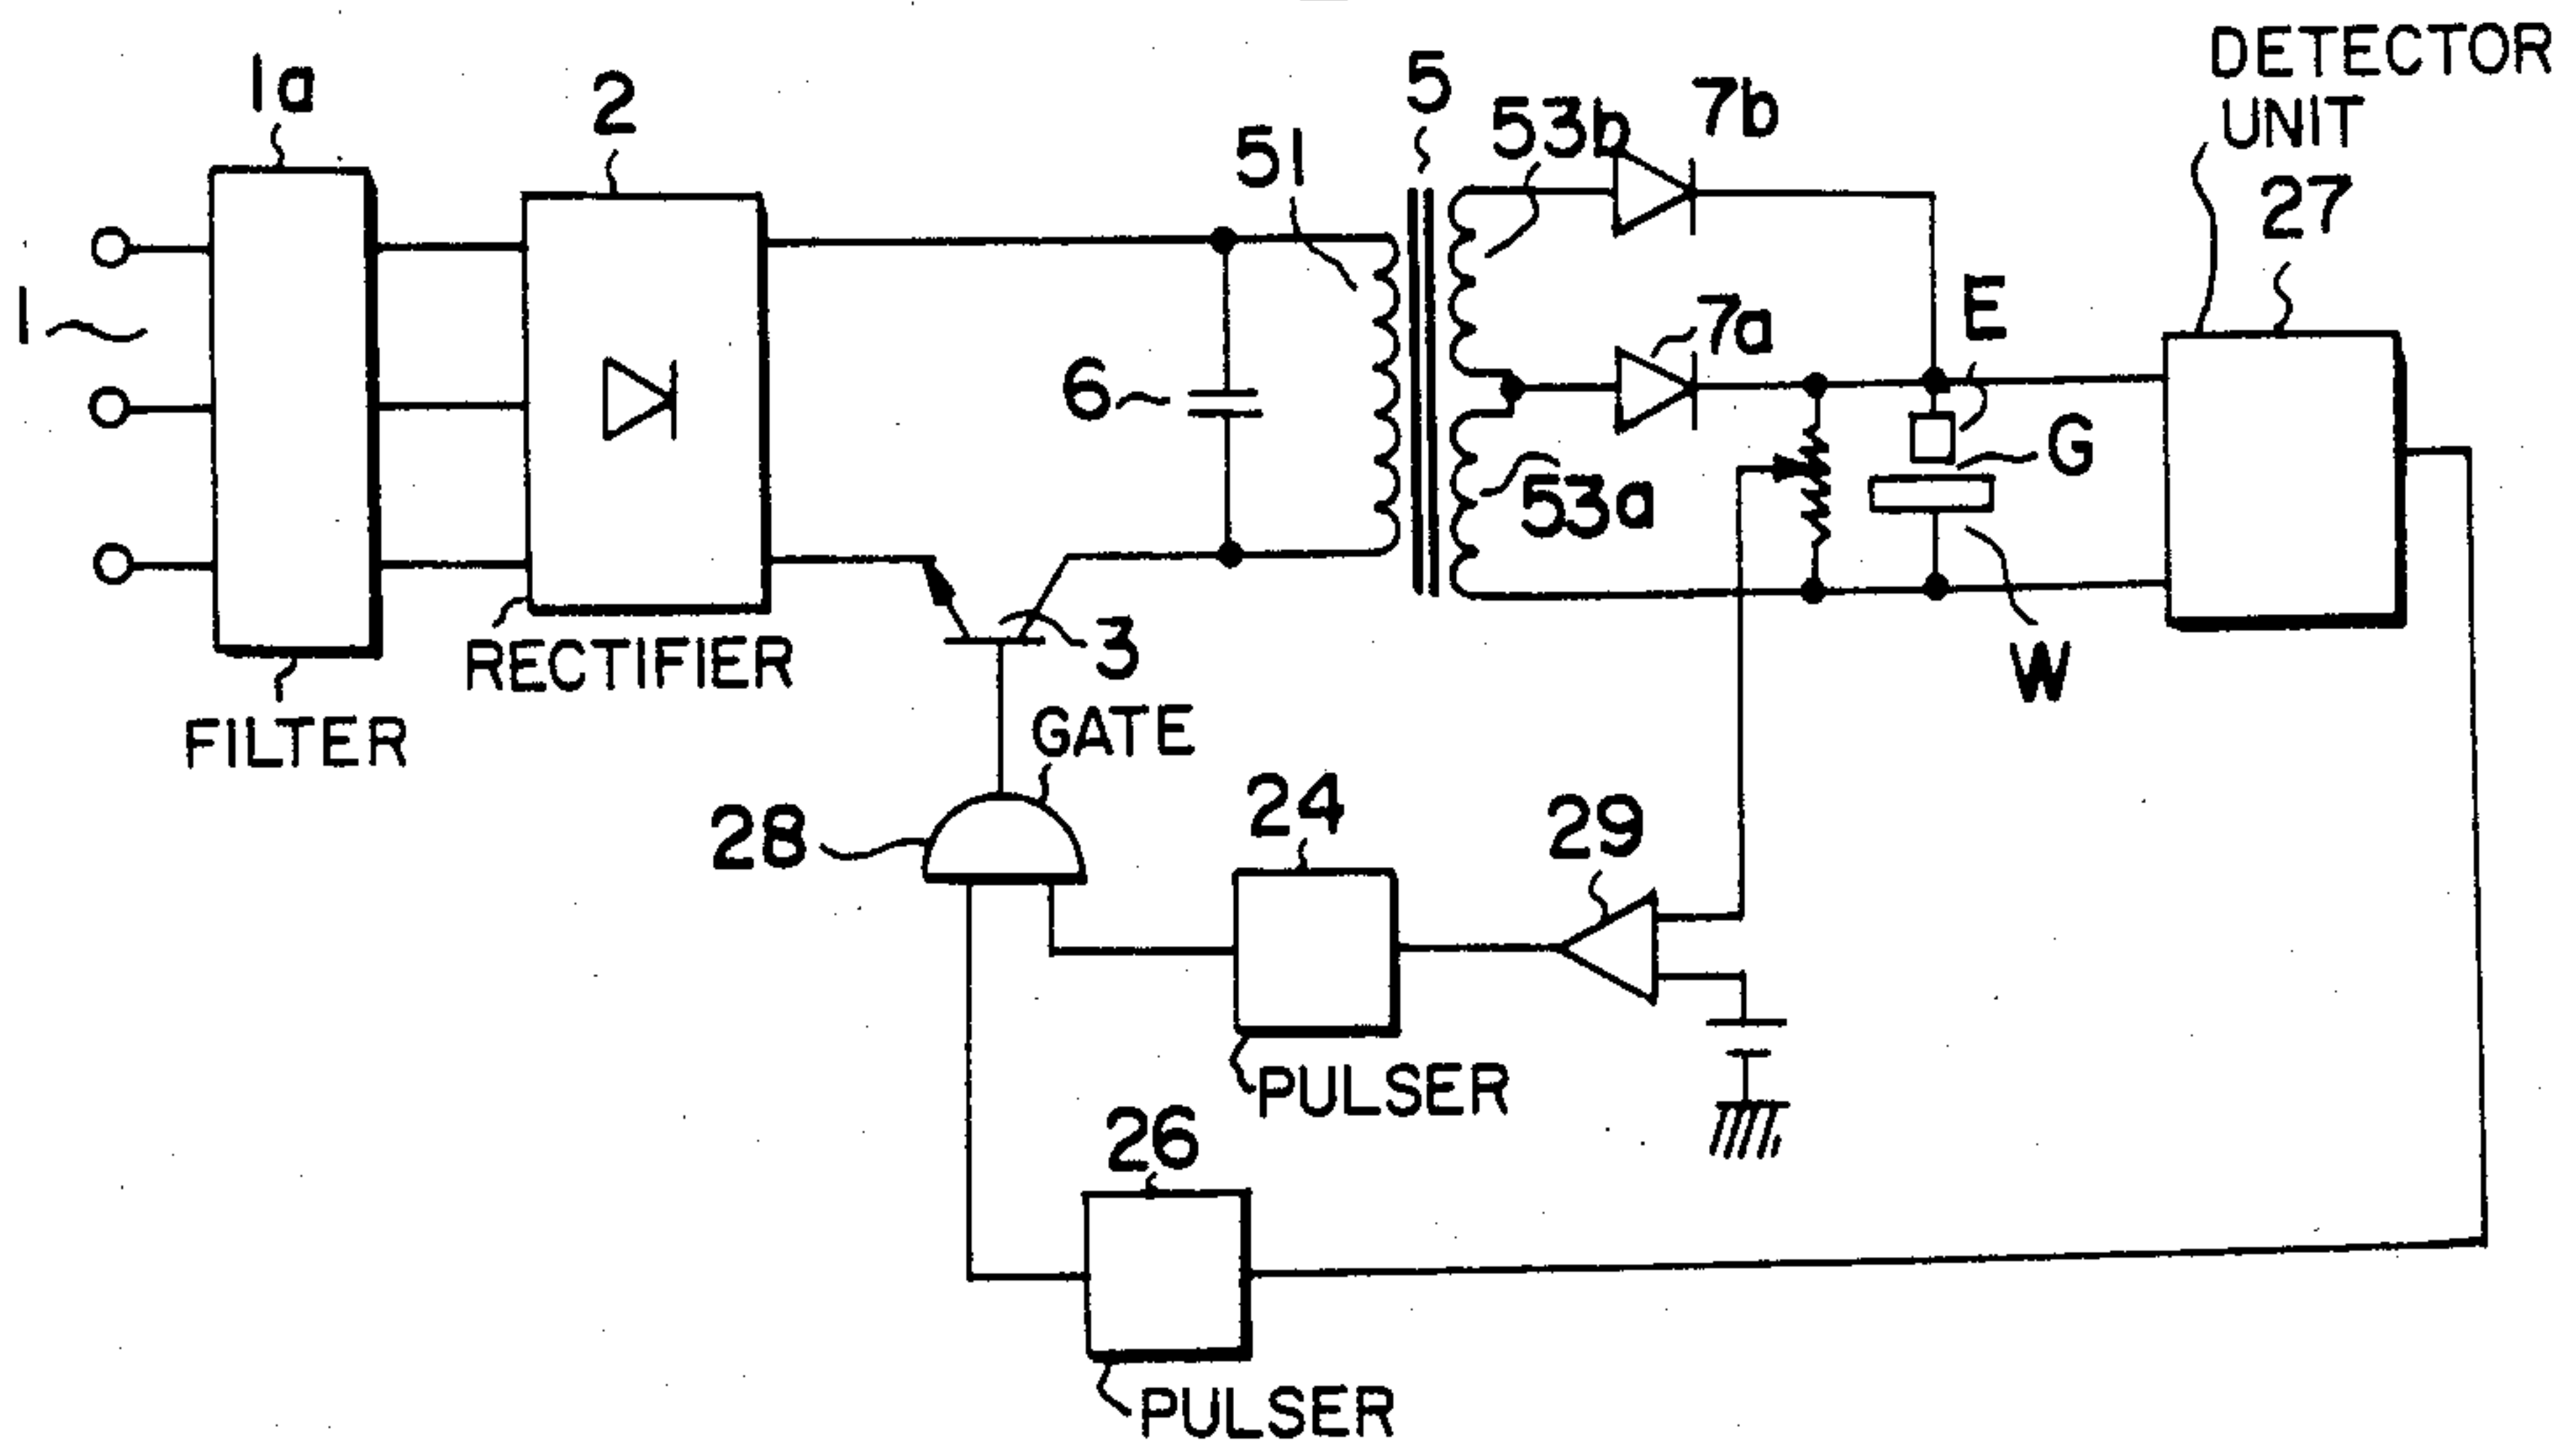 DETECTOR
UNIT
27
1a
2
5
53b
7b
51
1
6
7a
E
G
53a
W
3
RECTIFIER
FILTER
GATE
28
24
29
PULSER
26
PULSER